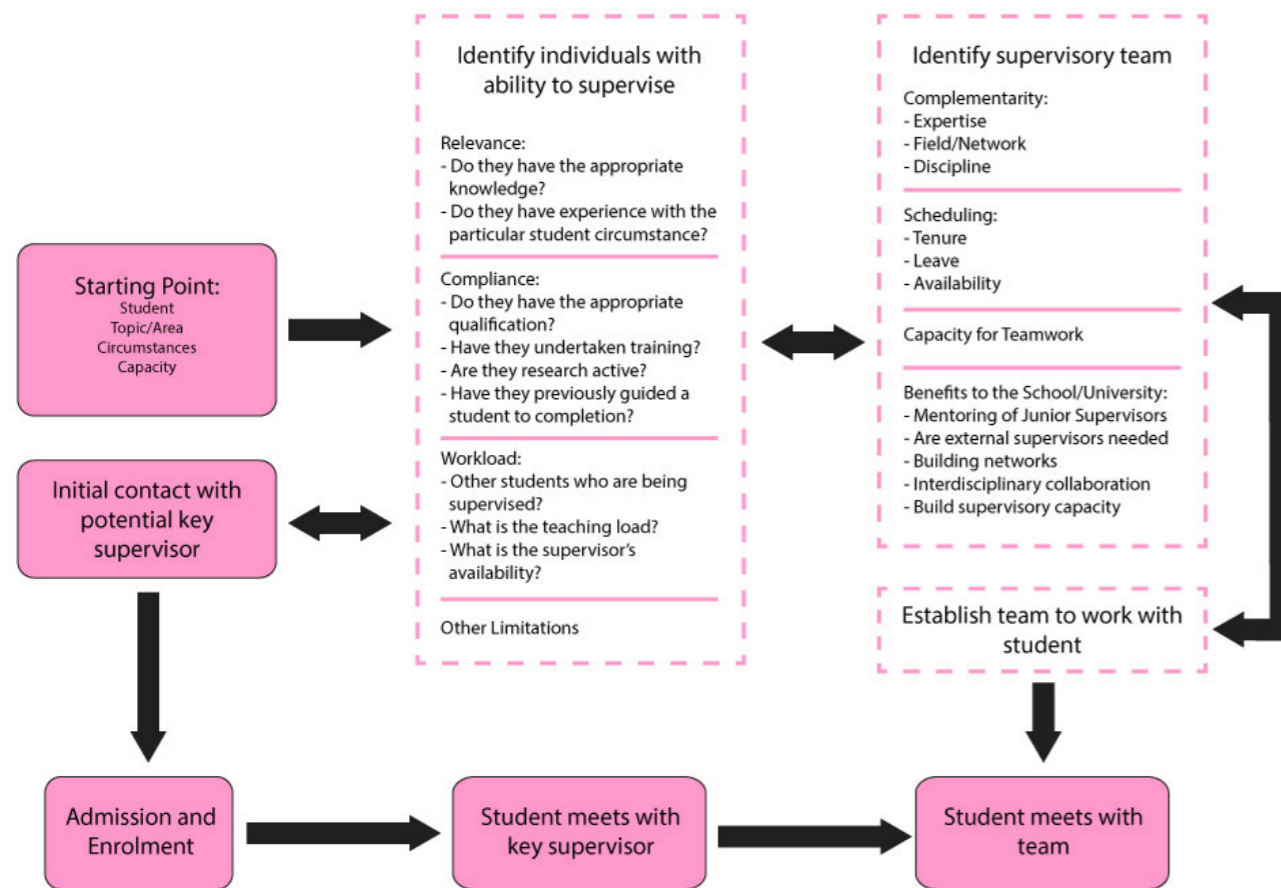 Starting Point:
Student
Topic/Area
Circumstances
Capacity
Identify individuals with
ability to supervise
Relevance:
- Do they have the appropriate
knowledge?
- Do they have experience with the
particular student circumstance?
Compliance:
- Do they have the appropriate
qualification?
- Have they undertaken training?
- Are they research active?
- Have they previously guided a
student to completion?
Workload:
- Other students who are being
supervised?
- What is the teaching load?
- What is the supervisor's
availability?
Other Limitations
Identify supervisory team
Complementarity:
- Expertise
- Field/Network
- Discipline
Scheduling:
- Tenure
- Leave
- Availability
Capacity for Teamwork
Benefits to the School/University:
- Mentoring of Junior Supervisors
- Are external supervisors needed
- Building networks
- Interdisciplinary collaboration
- Build supervisory capacity
Establish team to work with
student
Initial contact with
potential key
supervisor
Admission and
Enrolment
Student meets with
key supervisor
Student meets with
team